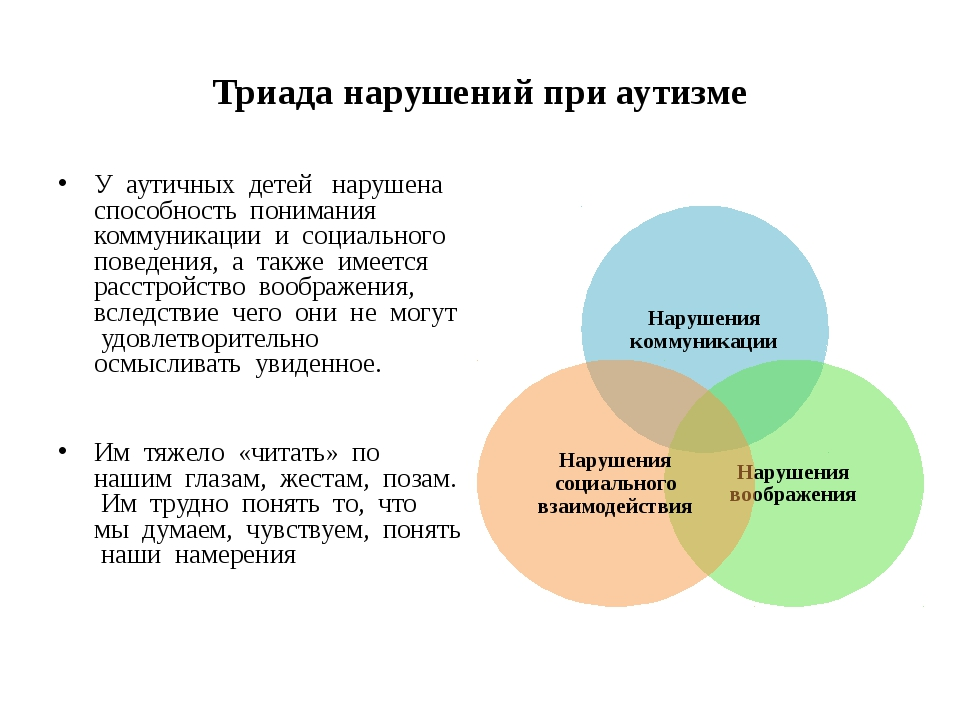 Триада нарушений при аутизме
• У аутичных детей нарушена
способность понимания
коммуникации и социального
поведения, а также имеется
расстройство воображения,
вследствие чего они не могут
удовлетворительно
осмысливать увиденное.
• Им тяжело «читать» по
нашим глазам, жестам, позам.
Им трудно понять то, что
мы думаем, чувствуем, понять
наши намерения
Нарушения
коммуникации
Нарушения
социального
взаимодействия
Нарушения
воображения